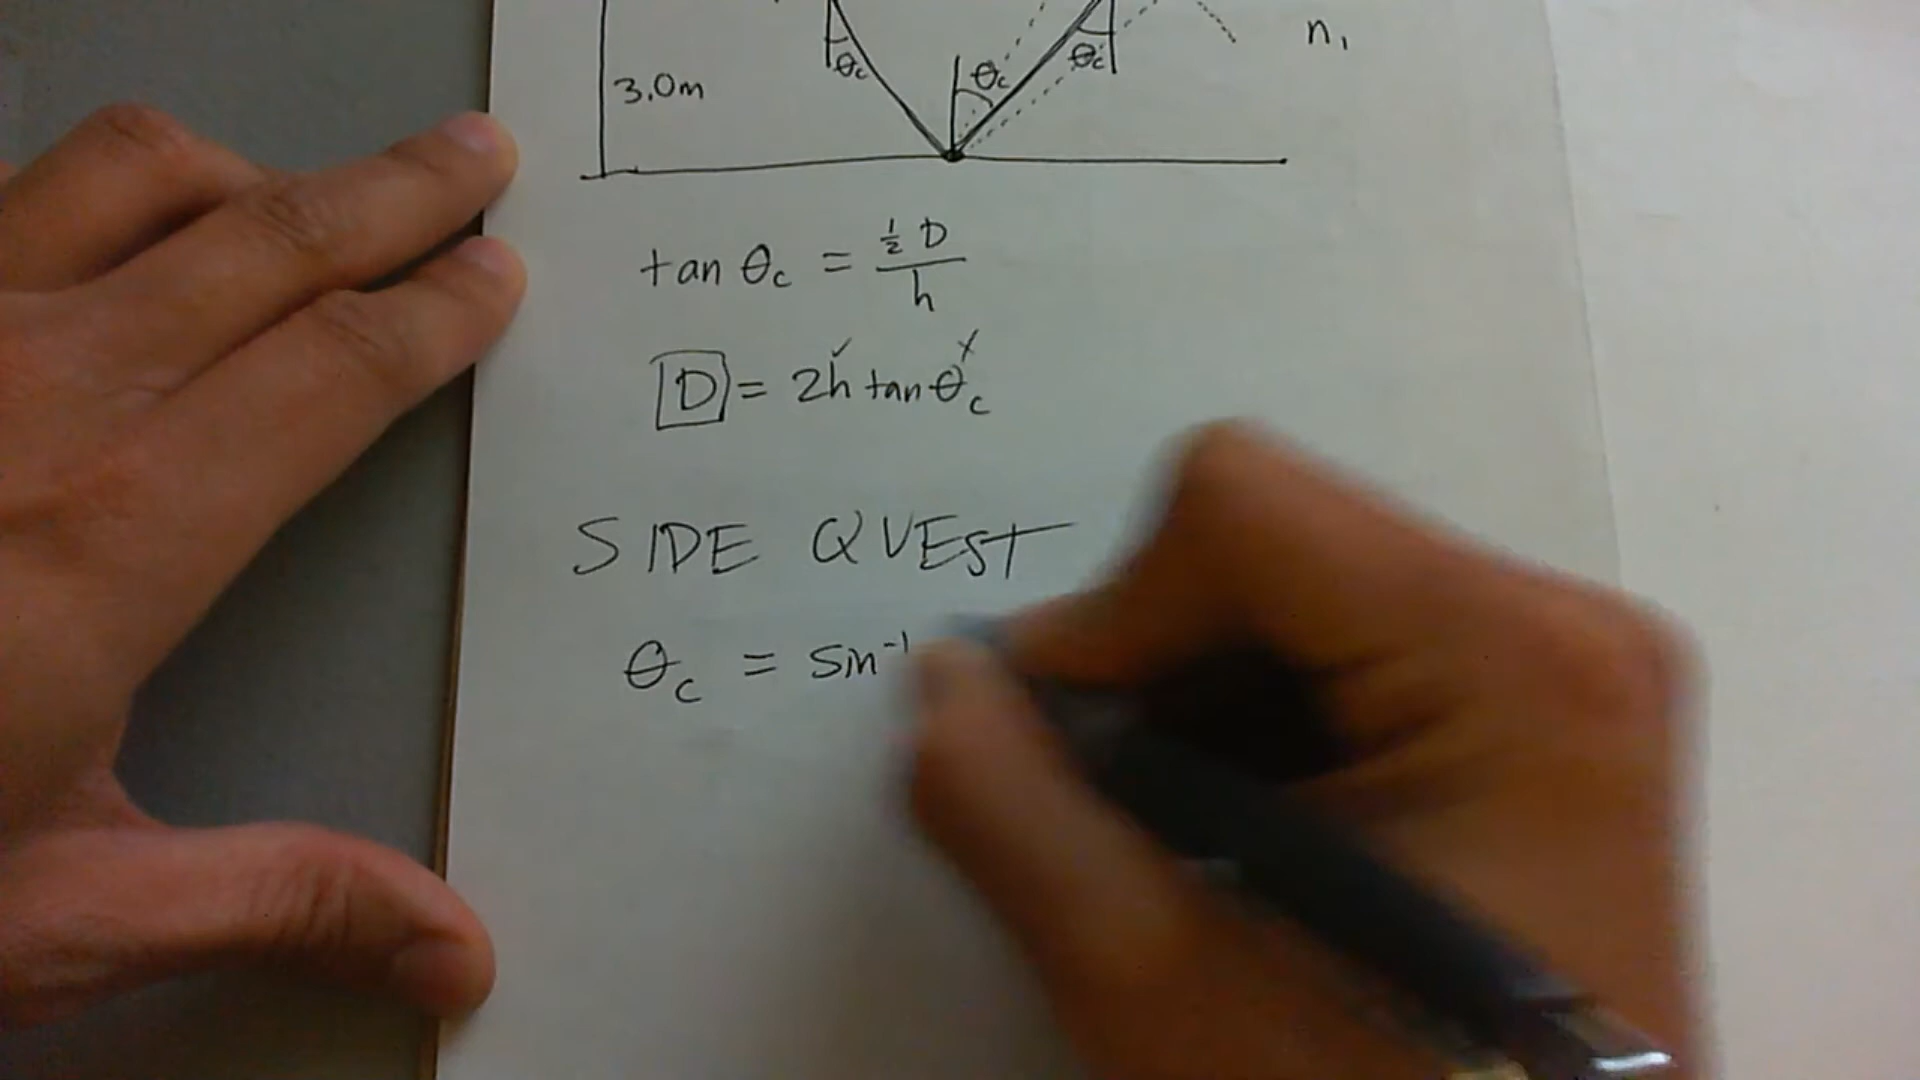 n₁
θc θc θc
3.0m
tan θc = ½ D / h
D = 2h tan θc
SIDE QUEST
θc = sin⁻¹